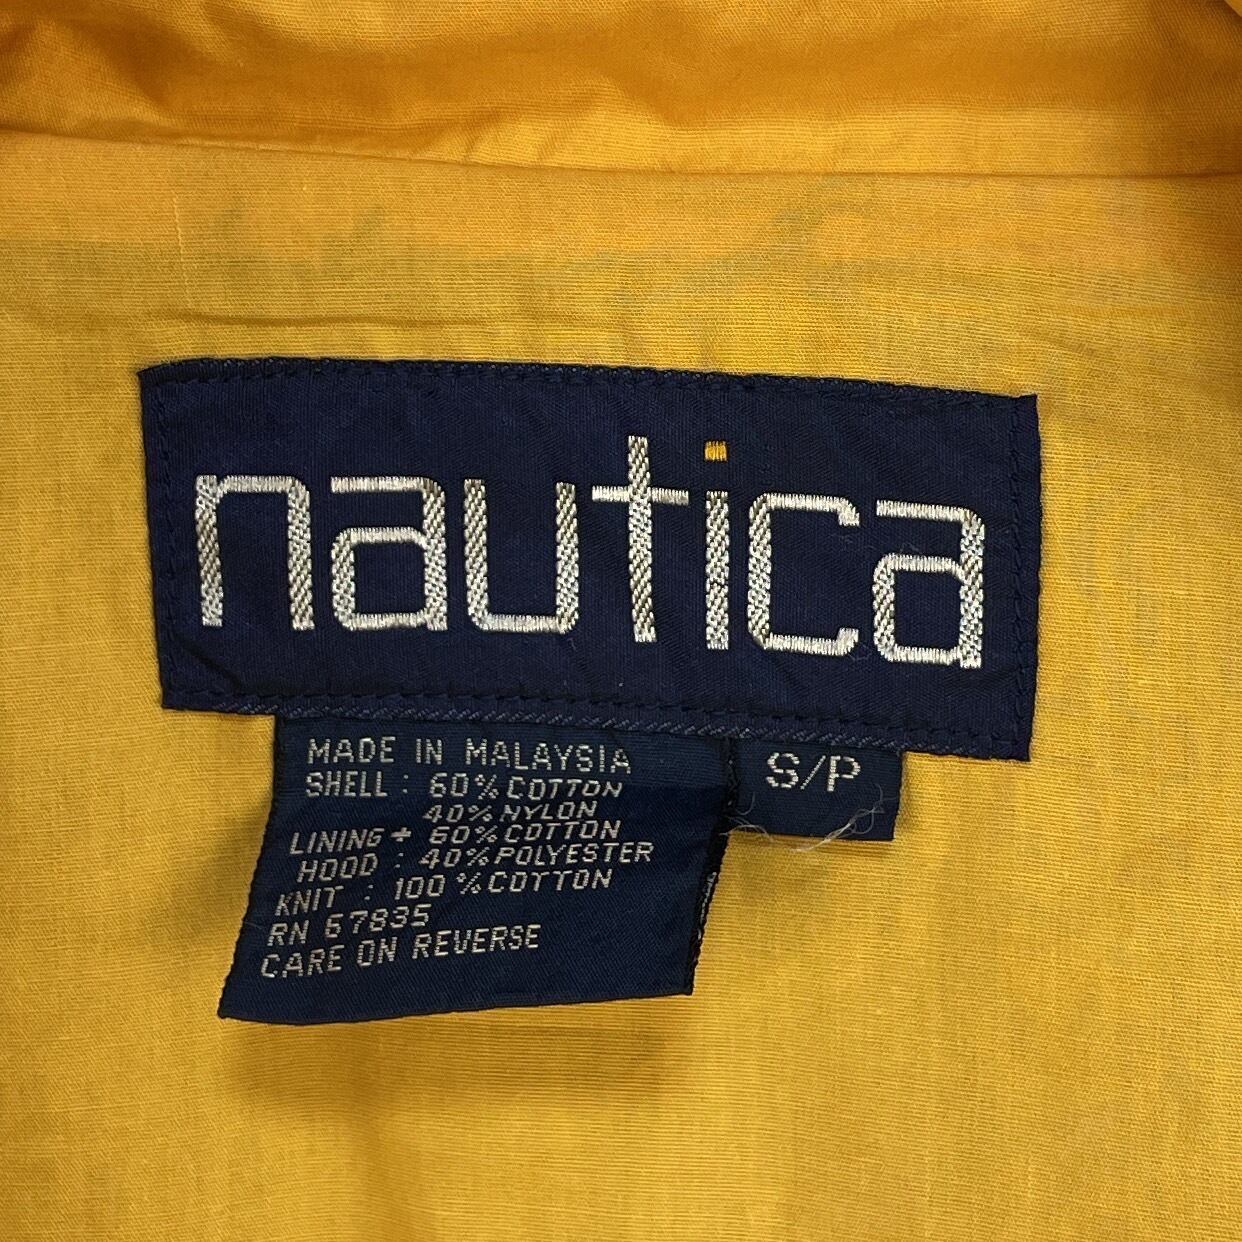 nautica
MADE IN MALAYSIA
SHELL : 60% COTTON
40% NYLON
LINING + 60% COTTON
HOOD : 40% POLYESTER
KNIT : 100% COTTON
RN 67835
CARE ON REVERSE
S/P